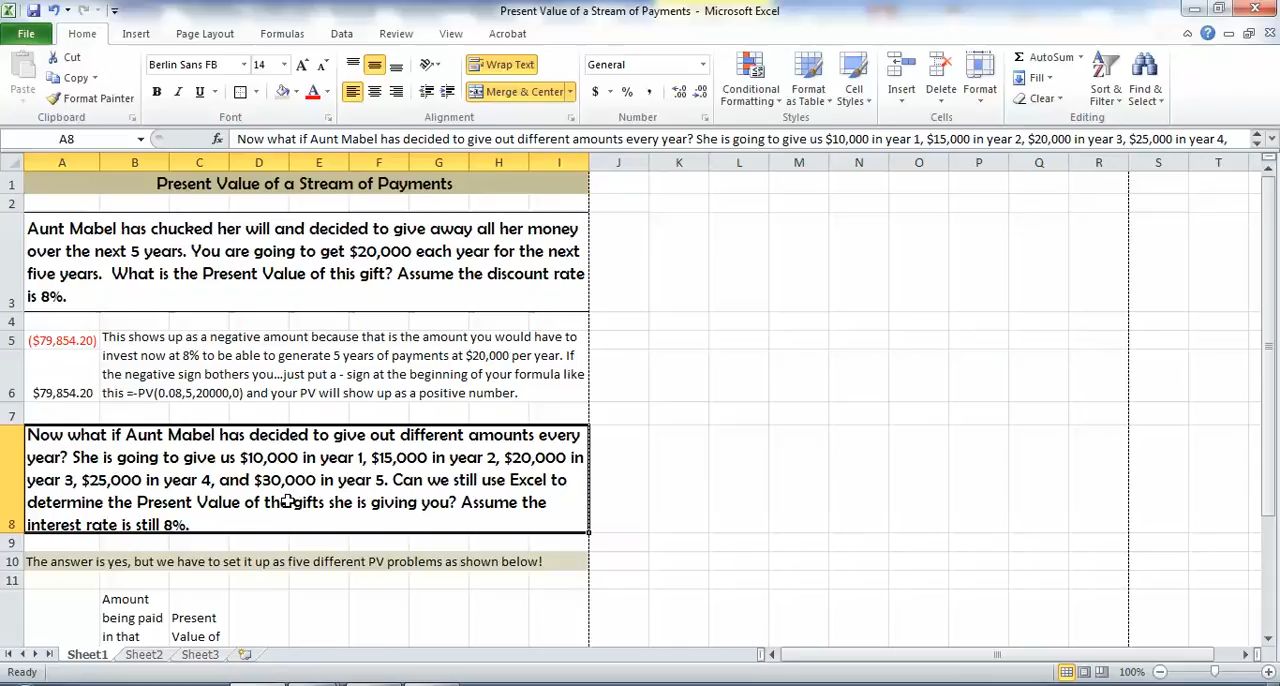 Present Value of a Stream of Payments - Microsoft Excel
File Home Insert Page Layout Formulas Data Review View Acrobat
Paste
Cut
Copy
Format Painter
Clipboard
Berlin Sans FB 14
B I U
Font
Wrap Text
Merge & Center
Alignment
General
$ % ,
Number
Conditional Formatting
Format as Table
Cell Styles
Styles
Insert Delete Format
Cells
Σ AutoSum
Fill
Clear
Sort & Filter
Find & Select
Editing
A8 fx Now what if Aunt Mabel has decided to give out different amounts every year? She is going to give us $10,000 in year 1, $15,000 in year 2, $20,000 in year 3, $25,000 in year 4,
A B C D E F G H I J K L M N O P Q R S T
1 Present Value of a Stream of Payments
2
Aunt Mabel has chucked her will and decided to give away all her money
over the next 5 years. You are going to get $20,000 each year for the next
five years. What is the Present Value of this gift? Assume the discount rate
3 is 8%.
4
5 ($79,854.20) This shows up as a negative amount because that is the amount you would have to
invest now at 8% to be able to generate 5 years of payments at $20,000 per year. If
the negative sign bothers you...just put a - sign at the beginning of your formula like
6 $79,854.20 this =-PV(0.08,5,20000,0) and your PV will show up as a positive number.
7
Now what if Aunt Mabel has decided to give out different amounts every
year? She is going to give us $10,000 in year 1, $15,000 in year 2, $20,000 in
year 3, $25,000 in year 4, and $30,000 in year 5. Can we still use Excel to
determine the Present Value of the gifts she is giving you? Assume the
8 interest rate is still 8%.
9
10 The answer is yes, but we have to set it up as five different PV problems as shown below!
11
Amount
being paid Present
in that Value of
Sheet1 Sheet2 Sheet3
Ready 100%